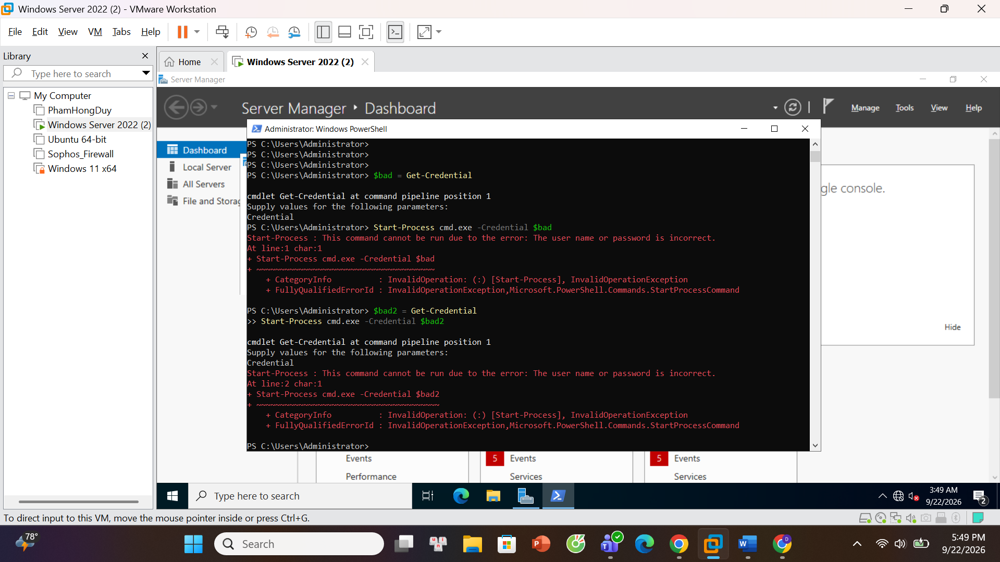 Windows Server 2022 (2) - VMware Workstation
File Edit View VM Tabs Help
Library
Type here to search
My Computer
PhamHongDuy
Windows Server 2022 (2)
Ubuntu 64-bit
Sophos_Firewall
Windows 11 x64
Home
Windows Server 2022 (2)
Server Manager
Server Manager Dashboard
Manage Tools View Help
Dashboard
Local Server
All Servers
File and Storag
gle console.
Hide
Administrator: Windows PowerShell
PS C:\Users\Administrator>
PS C:\Users\Administrator>
PS C:\Users\Administrator>
PS C:\Users\Administrator> $bad = Get-Credential
cmdlet Get-Credential at command pipeline position 1
Supply values for the following parameters:
Credential
PS C:\Users\Administrator> Start-Process cmd.exe -Credential $bad
Start-Process : This command cannot be run due to the error: The user name or password is incorrect.
At line:1 char:1
+ Start-Process cmd.exe -Credential $bad
+ ~~~~~~~~~~~~~~~~~~~~~~~~~~~~~~~~~~~~~~
+ CategoryInfo : InvalidOperation: (:) [Start-Process], InvalidOperationException
+ FullyQualifiedErrorId : InvalidOperationException,Microsoft.PowerShell.Commands.StartProcessCommand
PS C:\Users\Administrator> $bad2 = Get-Credential
>> Start-Process cmd.exe -Credential $bad2
cmdlet Get-Credential at command pipeline position 1
Supply values for the following parameters:
Credential
Start-Process : This command cannot be run due to the error: The user name or password is incorrect.
At line:2 char:1
+ Start-Process cmd.exe -Credential $bad2
+ ~~~~~~~~~~~~~~~~~~~~~~~~~~~~~~~~~~~~~~~
+ CategoryInfo : InvalidOperation: (:) [Start-Process], InvalidOperationException
+ FullyQualifiedErrorId : InvalidOperationException,Microsoft.PowerShell.Commands.StartProcessCommand
PS C:\Users\Administrator>
Events
Performance
5 Events
Services
5 Events
Services
Type here to search
3:49 AM
9/22/2026
2
To direct input to this VM, move the mouse pointer inside or press Ctrl+G.
78°
Search
5:49 PM
9/22/2026